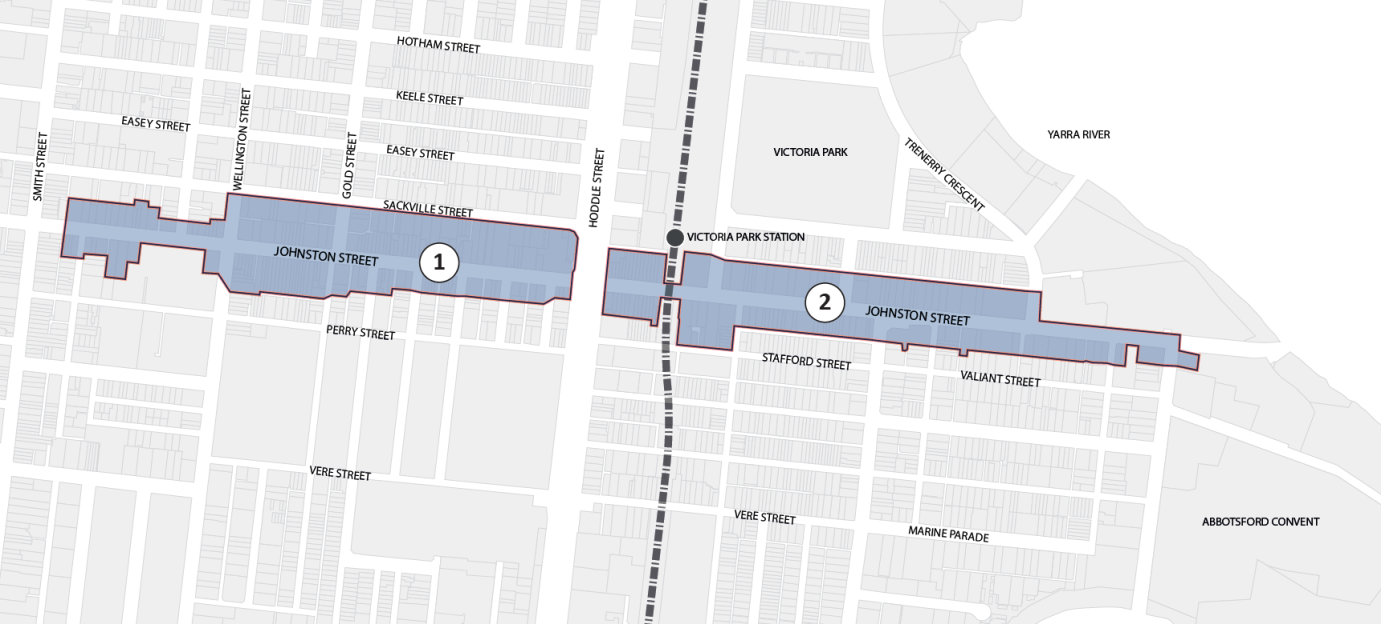 HOTHAM STREET
KEELE STREET
EASEY STREET
EASEY STREET
SMITH STREET
WELLINGTON STREET
GOLD STREET
HODDLE STREET
SACKVILLE STREET
JOHNSTON STREET
1
PERRY STREET
VERE STREET
VICTORIA PARK
TRENERRY CRESCENT
YARRA RIVER
VICTORIA PARK STATION
2
JOHNSTON STREET
STAFFORD STREET
VALIANT STREET
VERE STREET
MARINE PARADE
ABBOTSFORD CONVENT